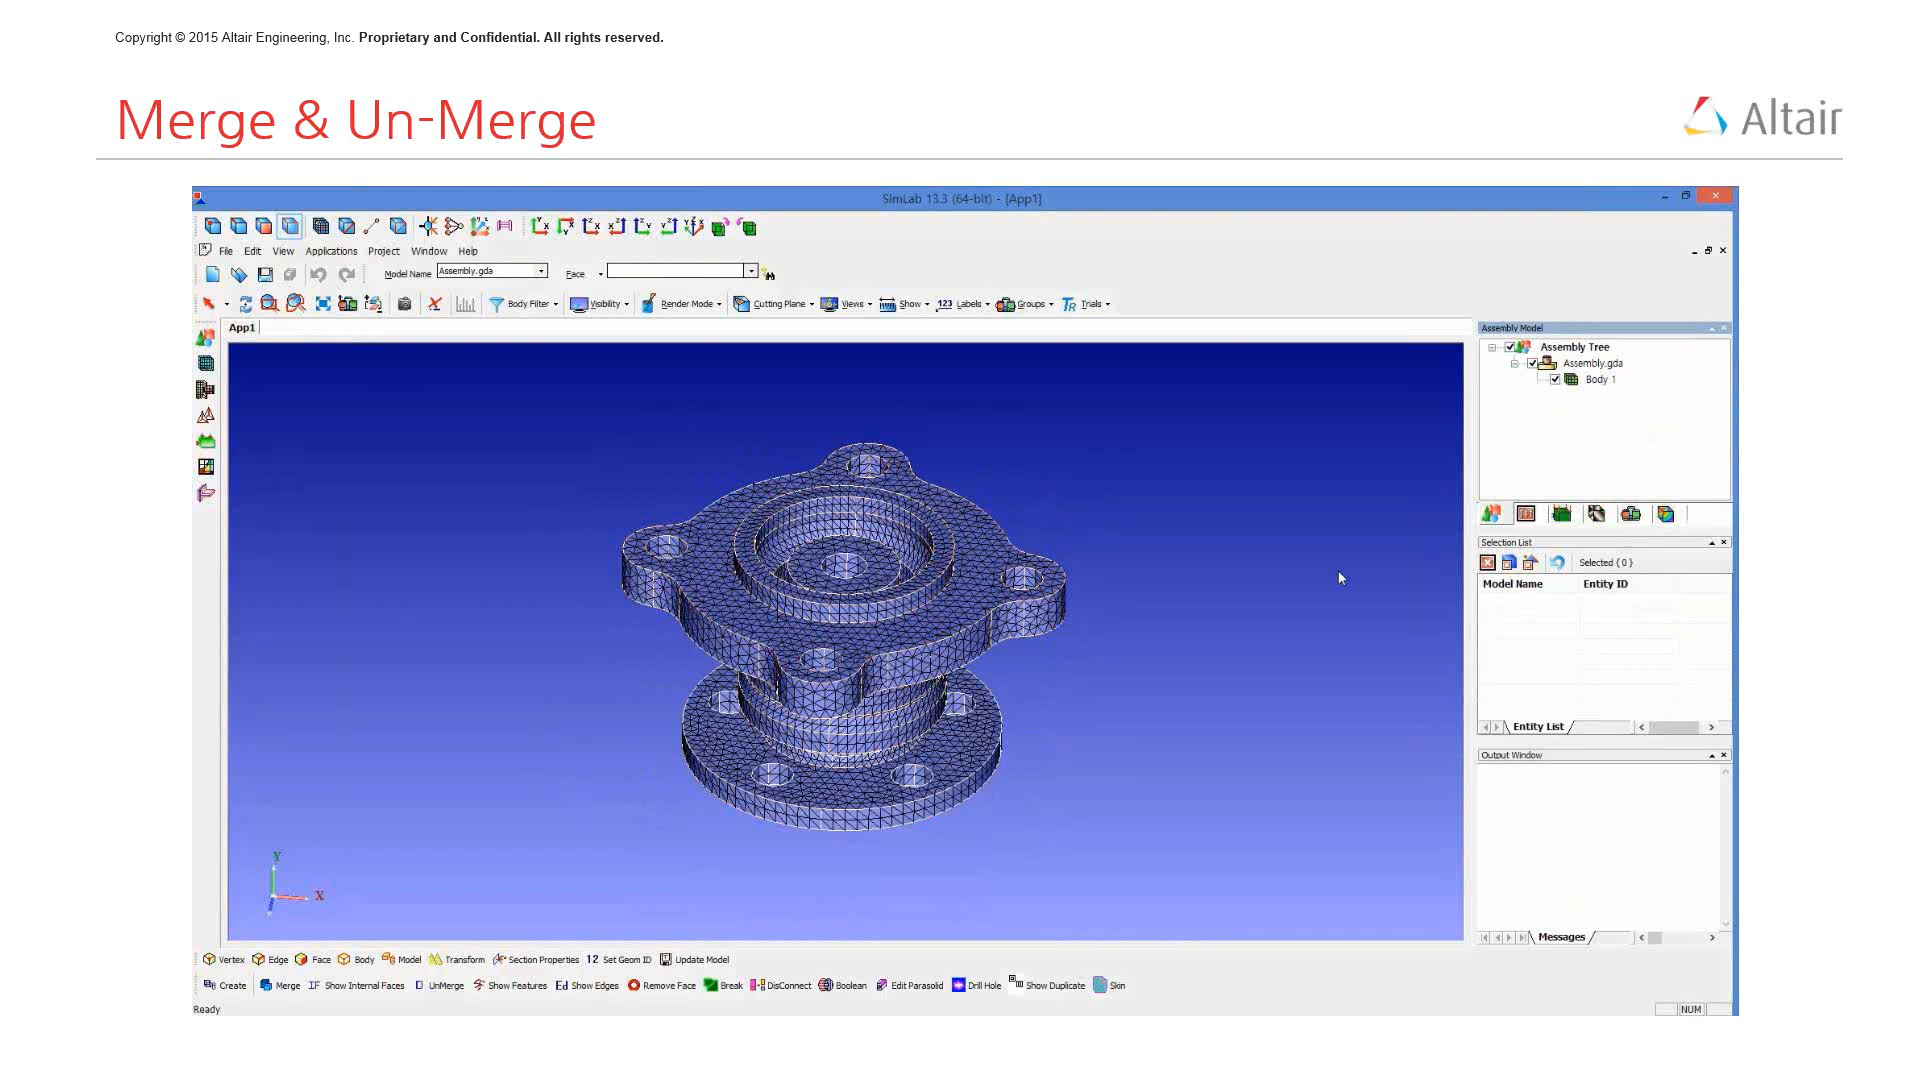 Copyright © 2015 Altair Engineering, Inc. Proprietary and Confidential. All rights reserved.
Merge & Un-Merge
Altair
SimLab 13.3 (64-bit) - [App1]
File Edit View Applications Project Window Help
Model Name Assembly.gda Face
Body Filter Visibility Render Mode Cutting Plane Views Show 123 Labels Groups TR Trials
App1
Assembly Model
Assembly Tree
Assembly.gda
Body 1
Selection List
Selected { 0 }
Model Name Entity ID
Entity List
Output Window
Y
X
Messages
Vertex Edge Face Body Model Transform Section Properties 12 Set Geom ID Update Model
Create Merge IF Show Internal Faces UnMerge Show Features Ed Show Edges Remove Face Break DisConnect Boolean Edit Parasolid Drill Hole Show Duplicate Skin
Ready
NUM